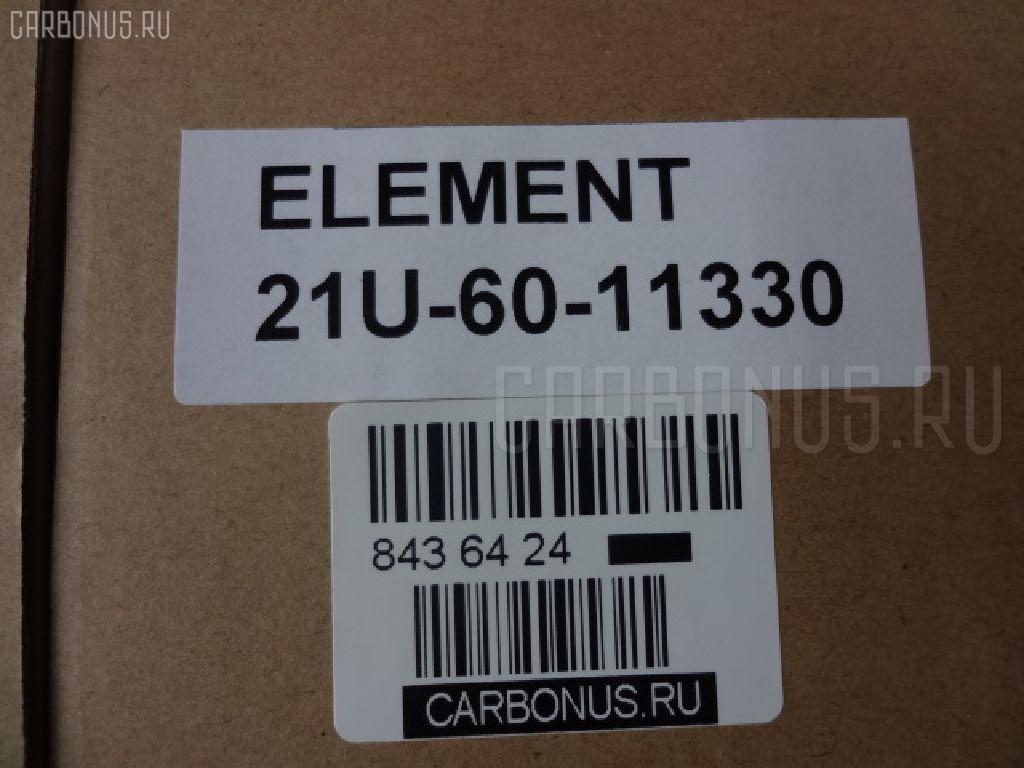 CARBONUS.RU
ELEMENT
21U-60-11330
CARBONUS.RU
843 64 24
CARBONUS.RU